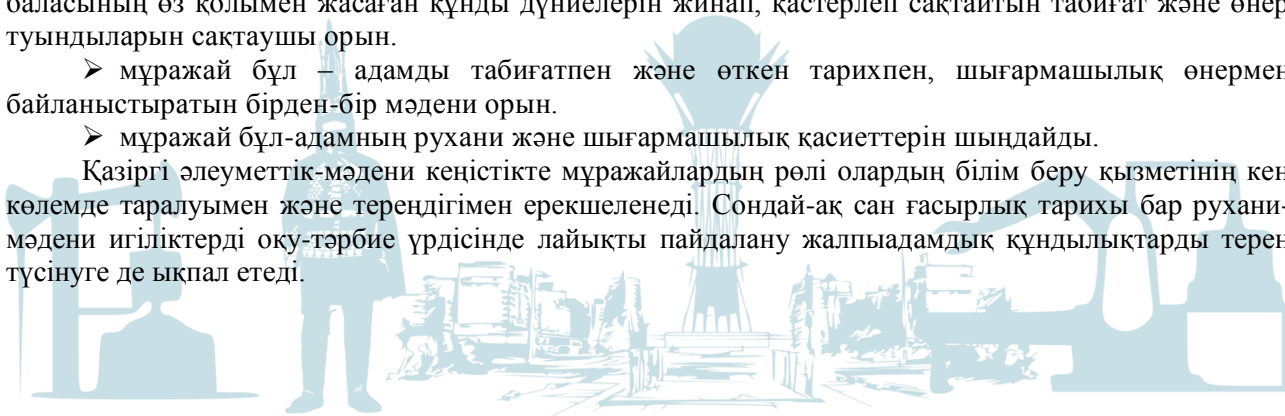 баласының өз қолымен жасаған құнды дүниелерін жинап, қастерлеп сақтайтын табиғат және өнер
туындыларын сақтаушы орын.
➢ мұражай бұл – адамды табиғатпен және өткен тарихпен, шығармашылық өнермен
байланыстыратын бірден-бір мәдени орын.
➢ мұражай бұл-адамның рухани және шығармашылық қасиеттерін шыңдайды.
Қазіргі әлеуметтік-мәдени кеңістікте мұражайлардың рөлі олардың білім беру қызметінің кең
көлемде таралуымен және тереңдігімен ерекшеленеді. Сондай-ақ сан ғасырлық тарихы бар рухани-
мәдени игіліктерді оқу-тәрбие үрдісінде лайықты пайдалану жалпыадамдық құндылықтарды терең
түсінуге де ықпал етеді.